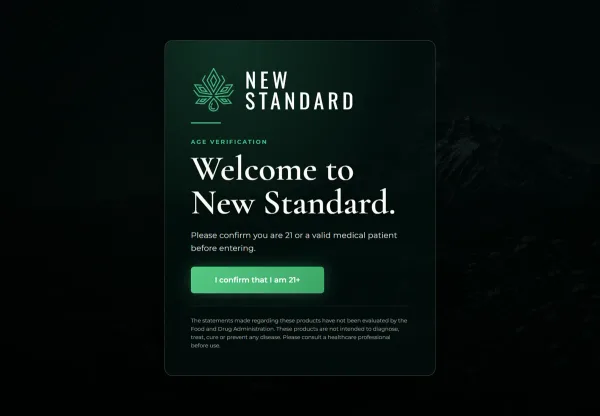 NEW
STANDARD
AGE VERIFICATION
Welcome to
New Standard.
Please confirm you are 21 or a valid medical patient
before entering.
I confirm that I am 21+
The statements made regarding these products have not been evaluated by the
Food and Drug Administration. These products are not intended to diagnose,
treat, cure or prevent any disease. Please consult a healthcare professional
before use.